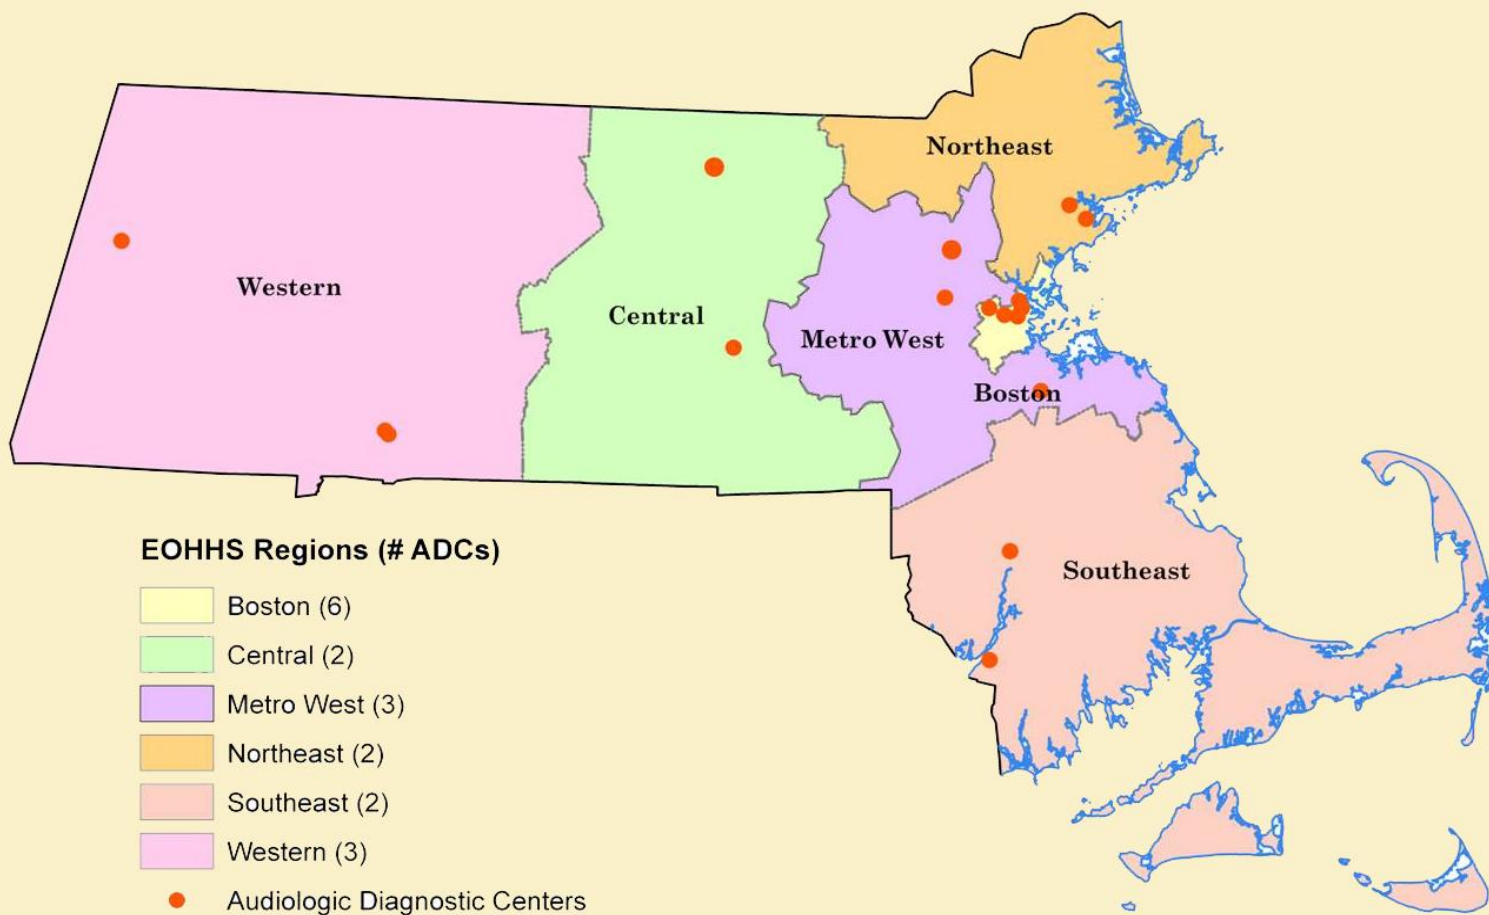 Northeast
Western
Central
Metro West
Boston
Southeast
EOHHS Regions (# ADCs)
Boston (6)
Central (2)
Metro West (3)
Northeast (2)
Southeast (2)
Western (3)
Audiologic Diagnostic Centers